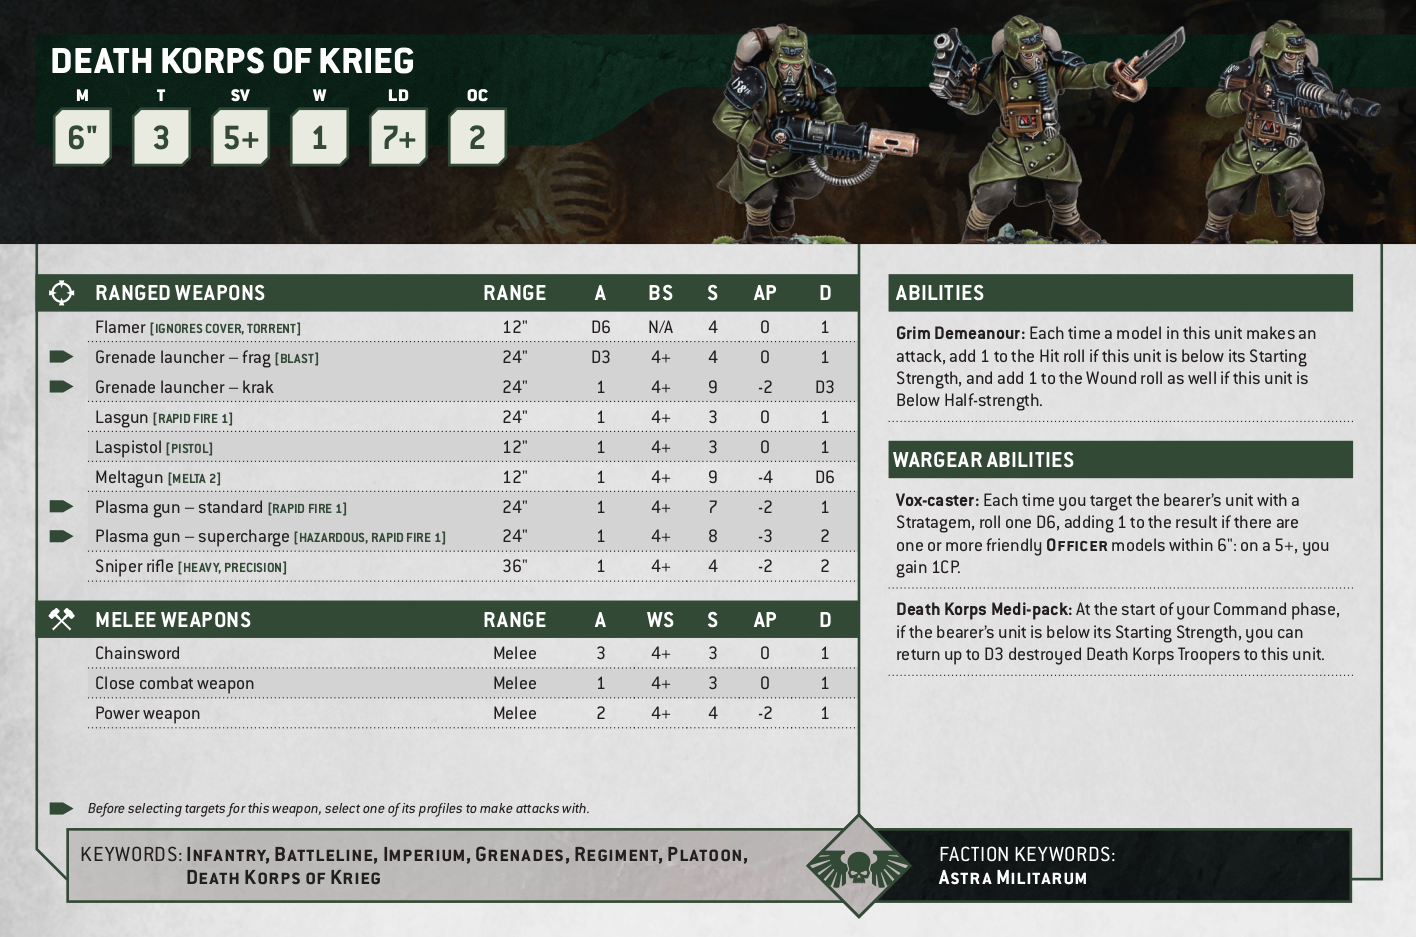 DEATH KORPS OF KRIEG
M T SV W LD OC
6" 3 5+ 1 7+ 2
158TH
RANGED WEAPONS RANGE A BS S AP D
Flamer [IGNORES COVER, TORRENT] 12" D6 N/A 4 0 1
Grenade launcher – frag [BLAST] 24" D3 4+ 4 0 1
Grenade launcher – krak 24" 1 4+ 9 -2 D3
Lasgun [RAPID FIRE 1] 24" 1 4+ 3 0 1
Laspistol [PISTOL] 12" 1 4+ 3 0 1
Meltagun [MELTA 2] 12" 1 4+ 9 -4 D6
Plasma gun – standard [RAPID FIRE 1] 24" 1 4+ 7 -2 1
Plasma gun – supercharge [HAZARDOUS, RAPID FIRE 1] 24" 1 4+ 8 -3 2
Sniper rifle [HEAVY, PRECISION] 36" 1 4+ 4 -2 2
MELEE WEAPONS RANGE A WS S AP D
Chainsword Melee 3 4+ 3 0 1
Close combat weapon Melee 1 4+ 3 0 1
Power weapon Melee 2 4+ 4 -2 1
Before selecting targets for this weapon, select one of its profiles to make attacks with.
ABILITIES
Grim Demeanour: Each time a model in this unit makes an
attack, add 1 to the Hit roll if this unit is below its Starting
Strength, and add 1 to the Wound roll as well if this unit is
Below Half-strength.
WARGEAR ABILITIES
Vox-caster: Each time you target the bearer's unit with a
Stratagem, roll one D6, adding 1 to the result if there are
one or more friendly OFFICER models within 6": on a 5+, you
gain 1CP.
Death Korps Medi-pack: At the start of your Command phase,
if the bearer's unit is below its Starting Strength, you can
return up to D3 destroyed Death Korps Troopers to this unit.
KEYWORDS: INFANTRY, BATTLELINE, IMPERIUM, GRENADES, REGIMENT, PLATOON,
DEATH KORPS OF KRIEG
FACTION KEYWORDS:
ASTRA MILITARUM